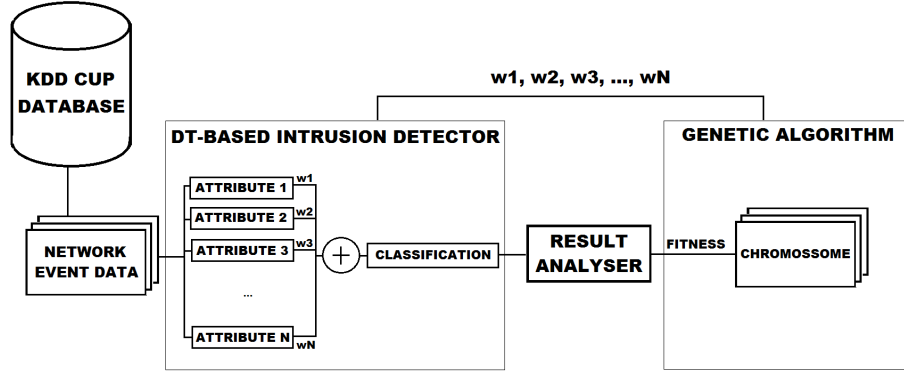 KDD CUP
DATABASE
w1, w2, w3, ..., wN
DT-BASED INTRUSION DETECTOR
GENETIC ALGORITHM
NETWORK
EVENT DATA
ATTRIBUTE 1
w1
ATTRIBUTE 2
w2
ATTRIBUTE 3
w3
...
ATTRIBUTE N
wN
+
CLASSIFICATION
RESULT
ANALYSER
FITNESS
CHROMOSSOME